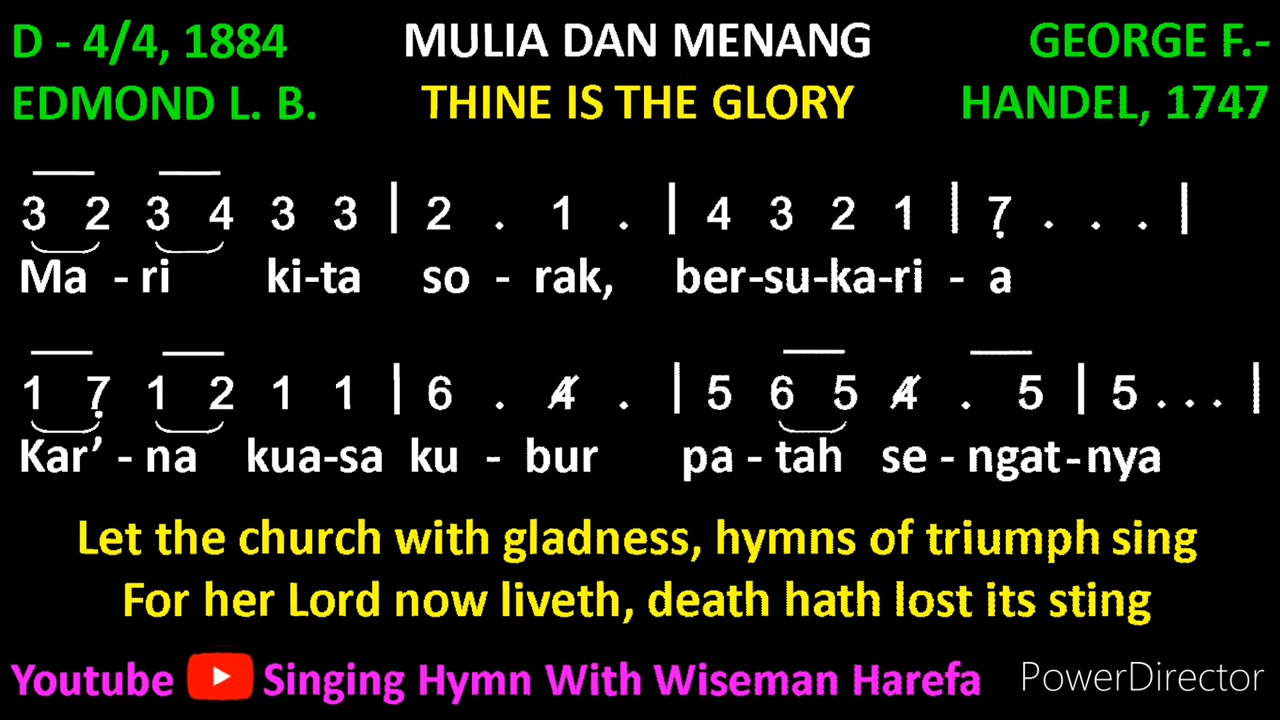 D - 4/4, 1884 MULIA DAN MENANG GEORGE F.-
EDMOND L. B. THINE IS THE GLORY HANDEL, 1747
3 2 3 4 3 3 | 2 . 1 . | 4 3 2 1 | 7̣ . . . |
Ma - ri ki-ta so - rak, ber-su-ka-ri - a
1 7̣ 1 2 1 1 | 6 . 4̸ . | 5 6 5 4̸ . 5 | 5 . . . |
Kar’ - na kua-sa ku - bur pa - tah se - ngat-nya
Let the church with gladness, hymns of triumph sing
For her Lord now liveth, death hath lost its sting
Youtube Singing Hymn With Wiseman Harefa PowerDirector